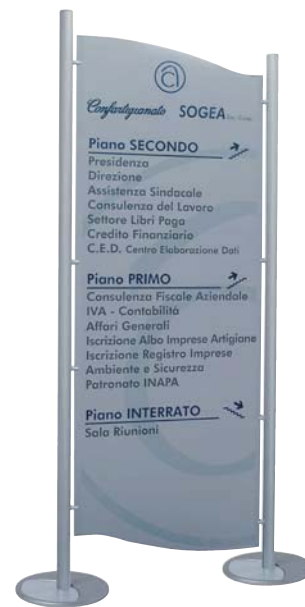 Confartigianato SOGEA
Piano SECONDO
Presidenza
Direzione
Assistenza Sindacale
Consulenza del Lavoro
Settore Libri Paga
Credito Finanziario
C.E.D. Centro Elaborazione Dati
Piano PRIMO
Consulenza Fiscale Aziendale
IVA - Contabilità
Affari Generali
Iscrizione Albo Imprese Artigiane
Iscrizione Registro Imprese
Ambiente e Sicurezza
Patronato INAPA
Piano INTERRATO
Sala Riunioni